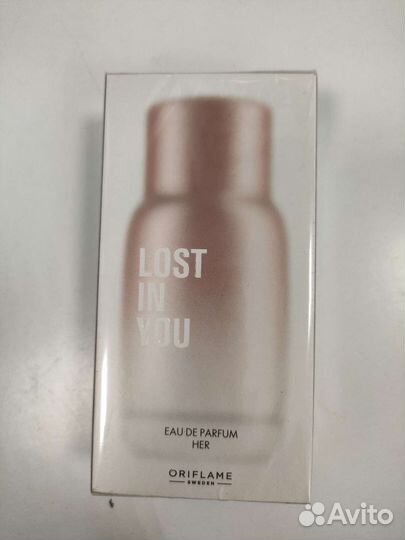 LOST
IN
YOU
EAU DE PARFUM
HER
ORIFLAME
SWEDEN
Avito